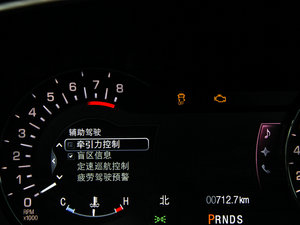 7 8
6
5
4
3
2
1
0
RPM
x1000
辅助驾驶
牵引力控制
盲区信息
定速巡航控制
疲劳驾驶预警
C H
北 00712.7km
PRNDS